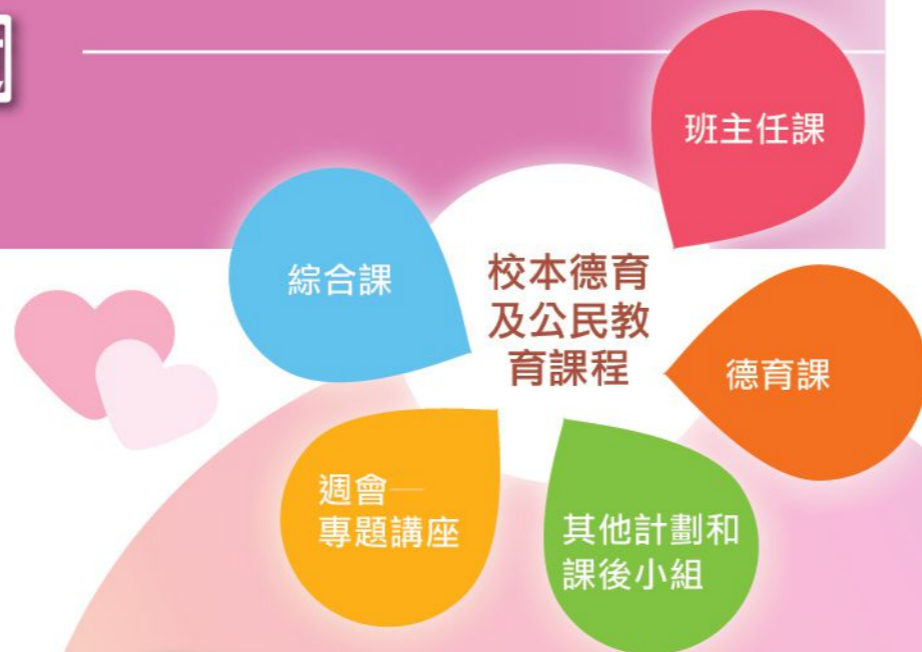 班主任課
綜合課
校本德育
及公民教
育課程
德育課
週會—
專題講座
其他計劃和
課後小組